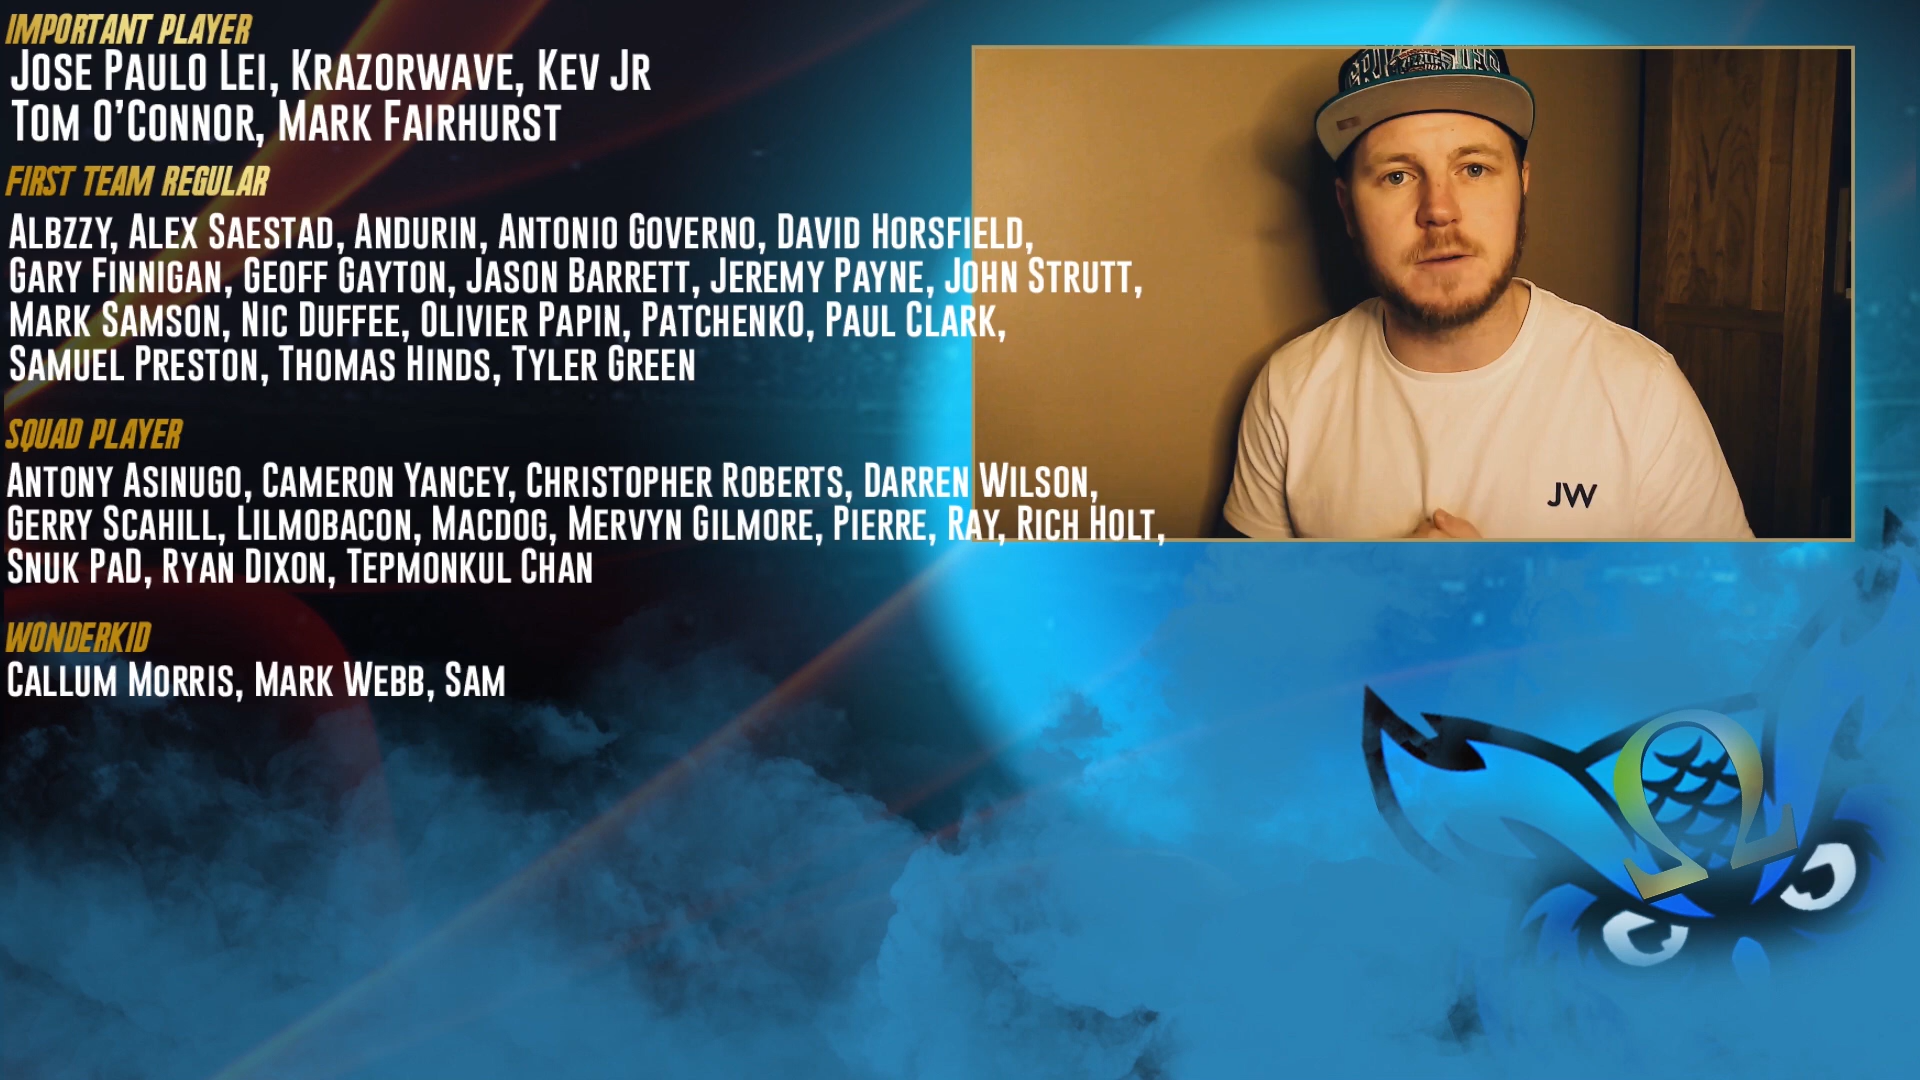 IMPORTANT PLAYER
JOSE PAULO LEI, KRAZORWAVE, KEV JR
TOM O'CONNOR, MARK FAIRHURST
FIRST TEAM REGULAR
ALBZZY, ALEX SAESTAD, ANDURIN, ANTONIO GOVERNO, DAVID HORSFIELD,
GARY FINNIGAN, GEOFF GAYTON, JASON BARRETT, JEREMY PAYNE, JOHN STRUTT,
MARK SAMSON, NIC DUFFEE, OLIVIER PAPIN, PATCHENKO, PAUL CLARK,
SAMUEL PRESTON, THOMAS HINDS, TYLER GREEN
SQUAD PLAYER
ANTONY ASINUGO, CAMERON YANCEY, CHRISTOPHER ROBERTS, DARREN WILSON,
GERRY SCAHILL, LILMOBACON, MACDOG, MERVYN GILMORE, PIERRE, RAY, RICH HOLT,
SNUK PAD, RYAN DIXON, TEPMONKUL CHAN
WONDERKID
CALLUM MORRIS, MARK WEBB, SAM
JW
Ω